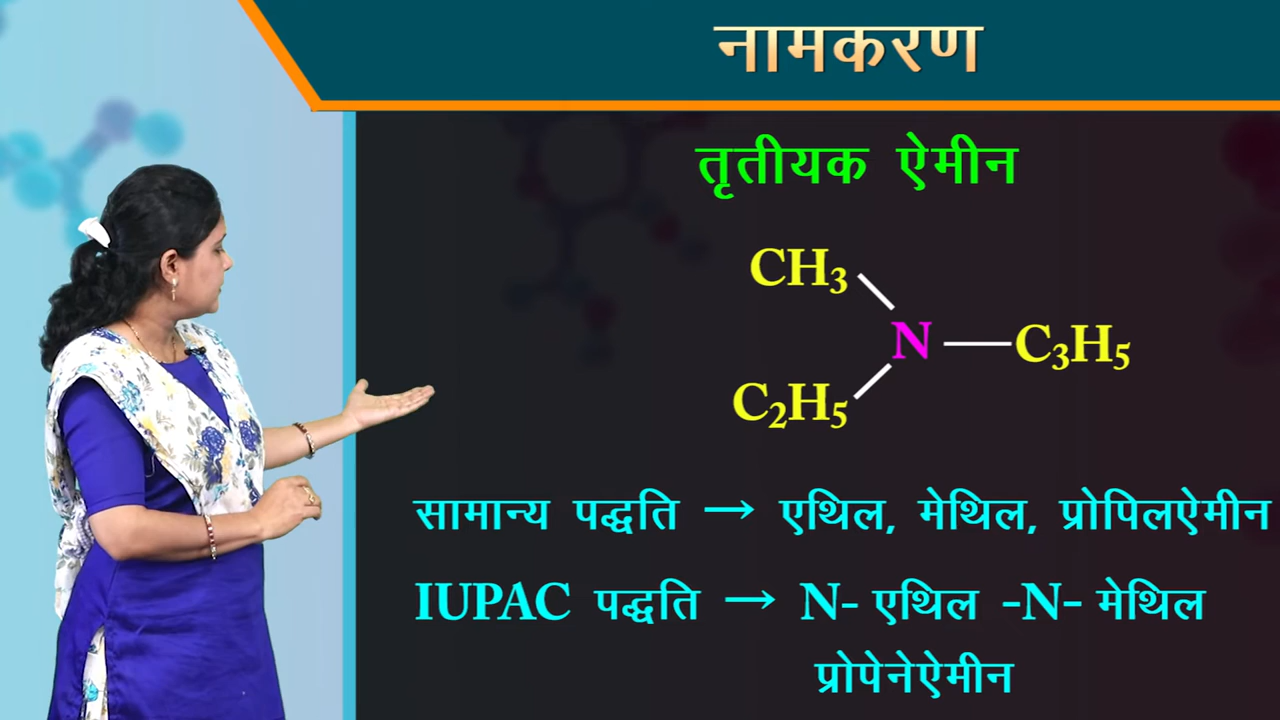 नामकरण
तृतीयक ऐमीन
CH₃
N — C₃H₅
C₂H₅
सामान्य पद्धति → एथिल, मेथिल, प्रोपिलऐमीन
IUPAC पद्धति → N- एथिल -N- मेथिल
प्रोपेनेऐमीन